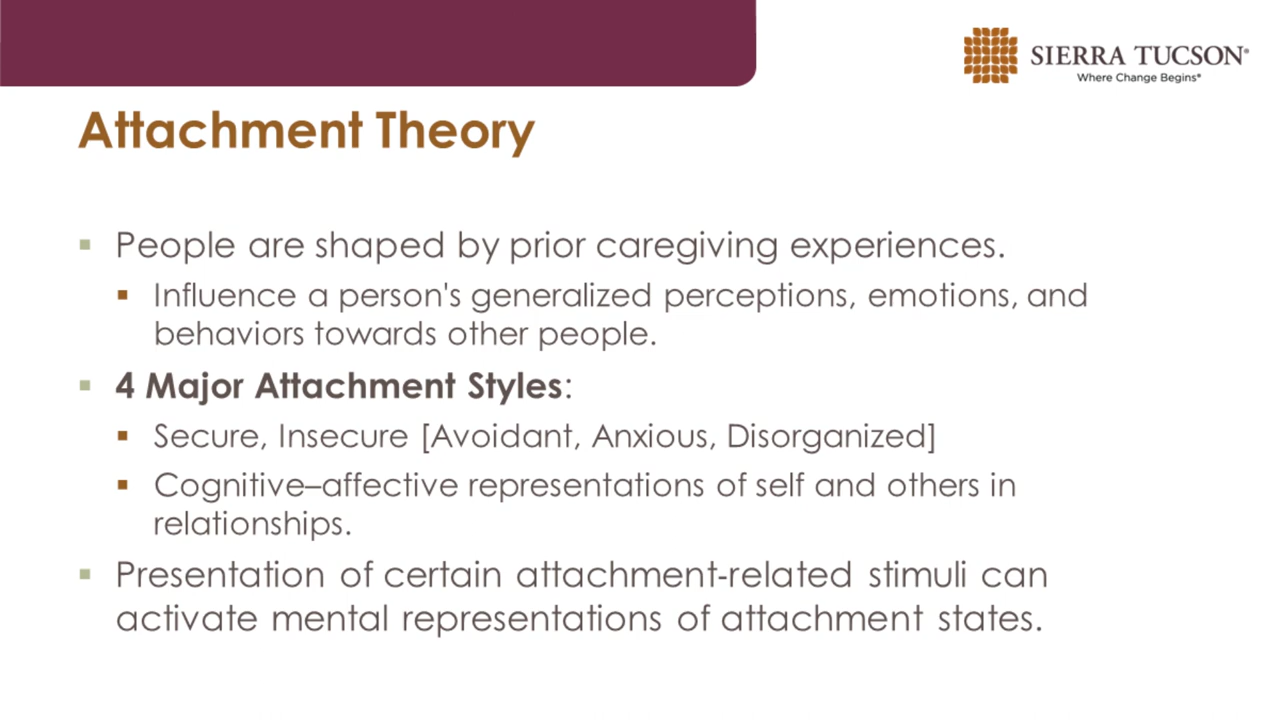 SIERRA TUCSON®
Where Change Begins®
Attachment Theory
▪ People are shaped by prior caregiving experiences.
▪ Influence a person's generalized perceptions, emotions, and
behaviors towards other people.
▪ 4 Major Attachment Styles:
▪ Secure, Insecure [Avoidant, Anxious, Disorganized]
▪ Cognitive–affective representations of self and others in
relationships.
▪ Presentation of certain attachment-related stimuli can
activate mental representations of attachment states.